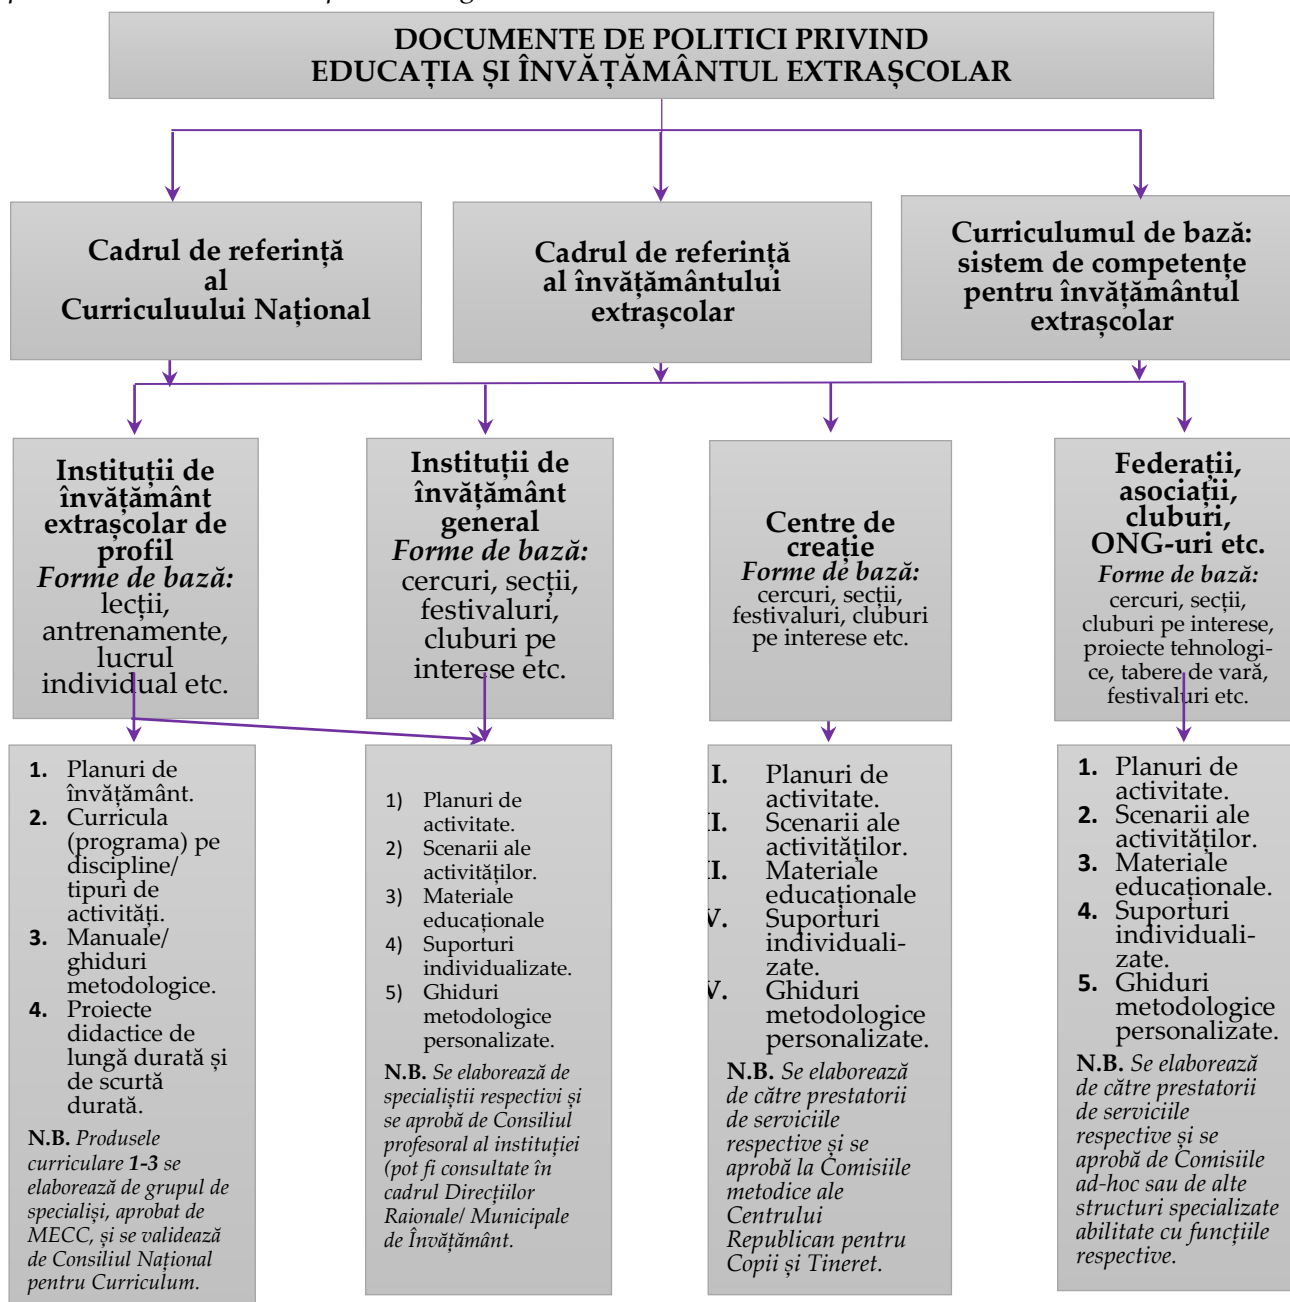 DOCUMENTE DE POLITICI PRIVIND
EDUCAȚIA ȘI ÎNVĂȚĂMÂNTUL EXTRAȘCOLAR
Cadrul de referință
al
Curriculuului Național
Cadrul de referință
al învățământului
extrașcolar
Curriculumul de bază:
sistem de competențe
pentru învățământul
extrașcolar
Instituții de
învățământ
extrașcolar de
profil
Forme de bază:
lecții,
antrenamente,
lucrul
individual etc.
Instituții de
învățământ
general
Forme de bază:
cercuri, secții,
festivaluri,
cluburi pe
interese etc.
Centre de
creație
Forme de bază:
cercuri, secții,
festivaluri, cluburi
pe interese etc.
Federații,
asociații,
cluburi,
ONG-uri etc.
Forme de bază:
cercuri, secții,
cluburi pe interese,
proiecte tehnologi-
ce, tabere de vară,
festivaluri etc.
1. Planuri de
învățământ.
2. Curricula
(programa) pe
discipline/
tipuri de
activități.
3. Manuale/
ghiduri
metodologice.
4. Proiecte
didactice de
lungă durată și
de scurtă
durată.
N.B. Produsele
curriculare 1-3 se
elaborează de grupul de
specialiși, aprobat de
MECC, și se validează
de Consiliul Național
pentru Curriculum.
1) Planuri de
activitate.
2) Scenarii ale
activităților.
3) Materiale
educaționale
4) Suporturi
individualizate.
5) Ghiduri
metodologice
personalizate.
N.B. Se elaborează de
specialiștii respectivi și
se aprobă de Consiliul
profesoral al instituției
(pot fi consultate în
cadrul Direcțiilor
Raionale/ Municipale
de Învățământ.
I. Planuri de
activitate.
II. Scenarii ale
activităților.
II. Materiale
educaționale
V. Suporturi
individuali-
zate.
V. Ghiduri
metodologice
personalizate.
N.B. Se elaborează
de către prestatorii
de serviciile
respective și se
aprobă la Comisiile
metodice ale
Centrului
Republican pentru
Copii și Tineret.
1. Planuri de
activitate.
2. Scenarii ale
activităților.
3. Materiale
educaționale.
4. Suporturi
individuali-
zate.
5. Ghiduri
metodologice
personalizate.
N.B. Se elaborează
de către prestatorii
de serviciile
respective și se
aprobă de Comisiile
ad-hoc sau de alte
structuri specializate
abilitate cu funcțiile
respective.